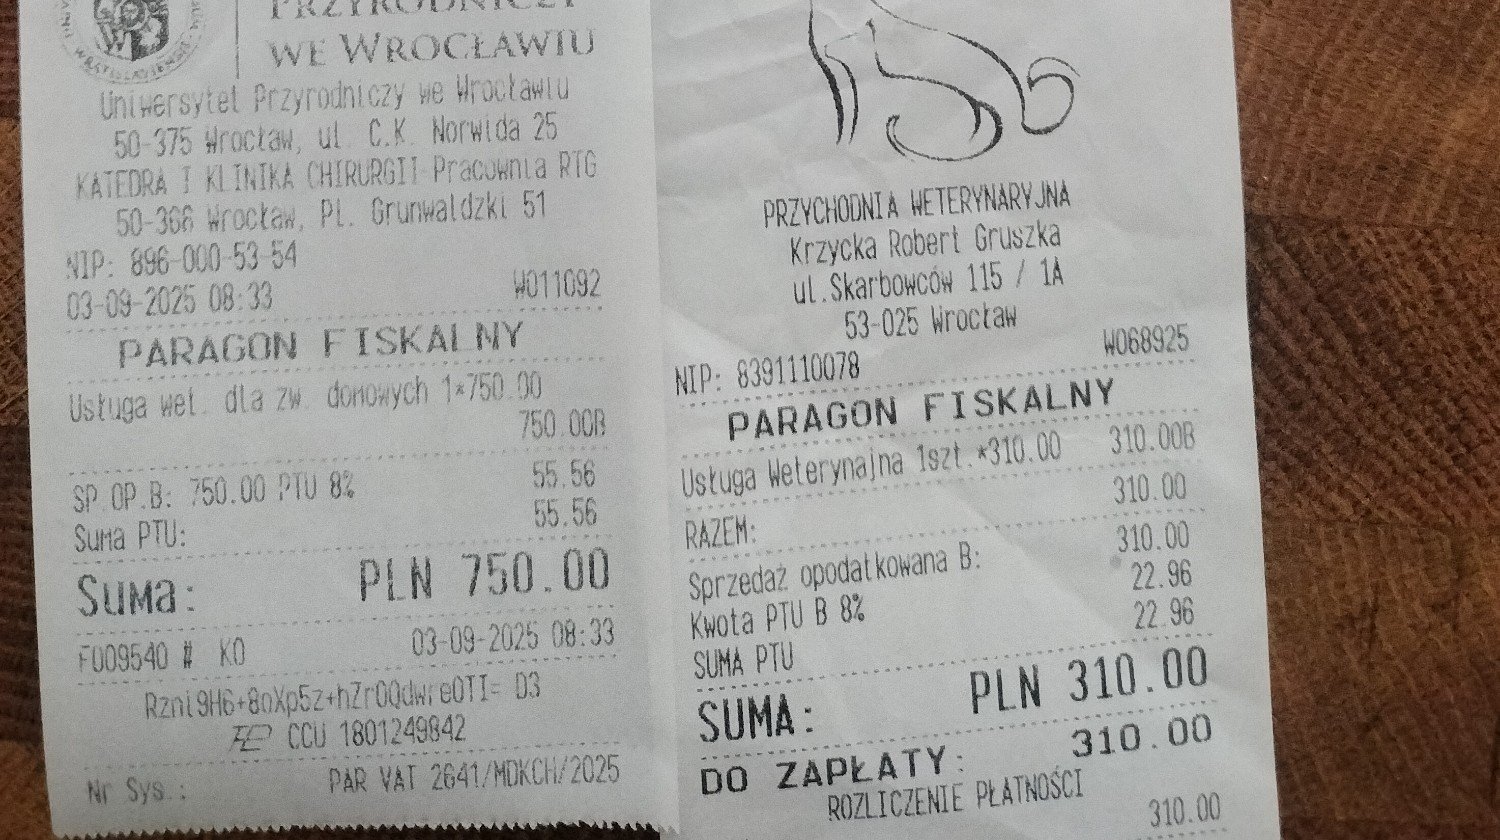 PRZYRODNICZY
WE WROCŁAWIU
Uniwersytet Przyrodniczy we Wrocławiu
50-375 Wrocław, ul. C.K. Norwida 25
KATEDRA I KLINIKA CHIRURGII Pracownia RTG
50-366 Wrocław, Pl. Grunwaldzki 51
NIP: 896-000-53-54
03-09-2025 08:33 W011092
PARAGON FISKALNY
Usługa wet. dla zw. domowych 1*750.00
750.00B
SP.OP.B: 750.00 PTU 8% 55.56
Suma PTU: 55.56
Suma: PLN 750.00
F009540 # K0 03-09-2025 08:33
CCU 1801249842
Nr Sys.: PAR VAT 2641/MDKCH/2025
PRZYCHODNIA WETERYNARYJNA
Krzycka Robert Gruszka
ul.Skarbowców 115 / 1A
53-025 Wrocław
NIP: 8391110078 W068925
PARAGON FISKALNY
Usługa Weterynajna 1szt.*310.00 310.00B
RAZEM: 310.00
Sprzedaż opodatkowana B: 310.00
Kwota PTU B 8% 22.96
SUMA PTU 22.96
SUMA: PLN 310.00
DO ZAPŁATY: 310.00
ROZLICZENIE PŁATNOŚCI
310.00